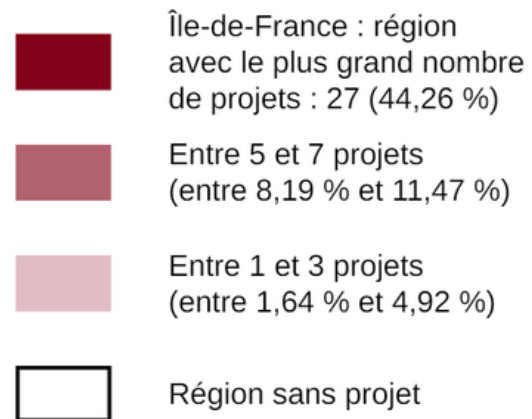 Île-de-France : région
avec le plus grand nombre
de projets : 27 (44,26 %)
Entre 5 et 7 projets
(entre 8,19 % et 11,47 %)
Entre 1 et 3 projets
(entre 1,64 % et 4,92 %)
Région sans projet